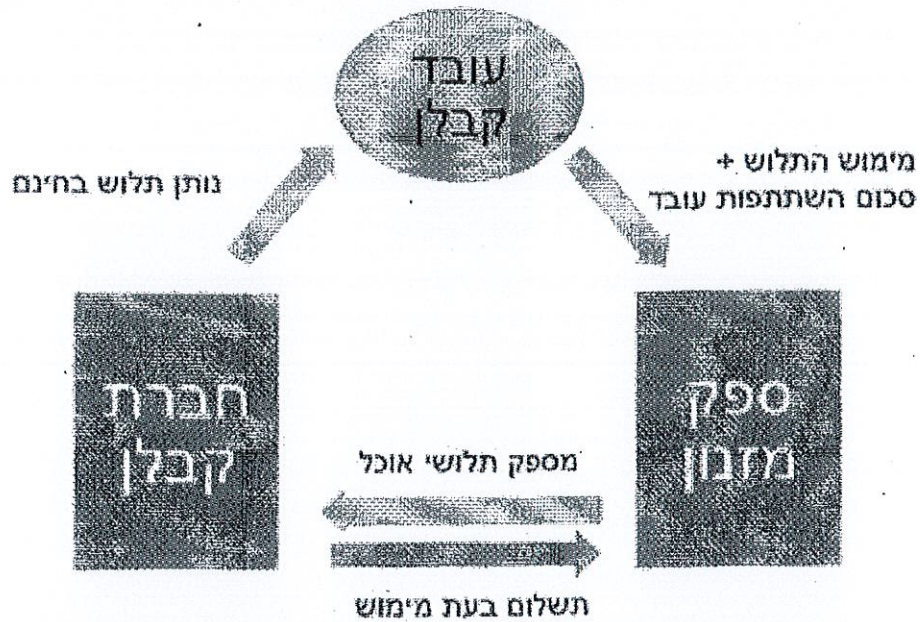 עובד
קבלן
נותן תלוש בחינם
מימוש התלוש +
סכום השתתפות עובד
חברת
קבלן
ספק
מזנון
מספק תלושי אוכל
תשלום בעת מימוש